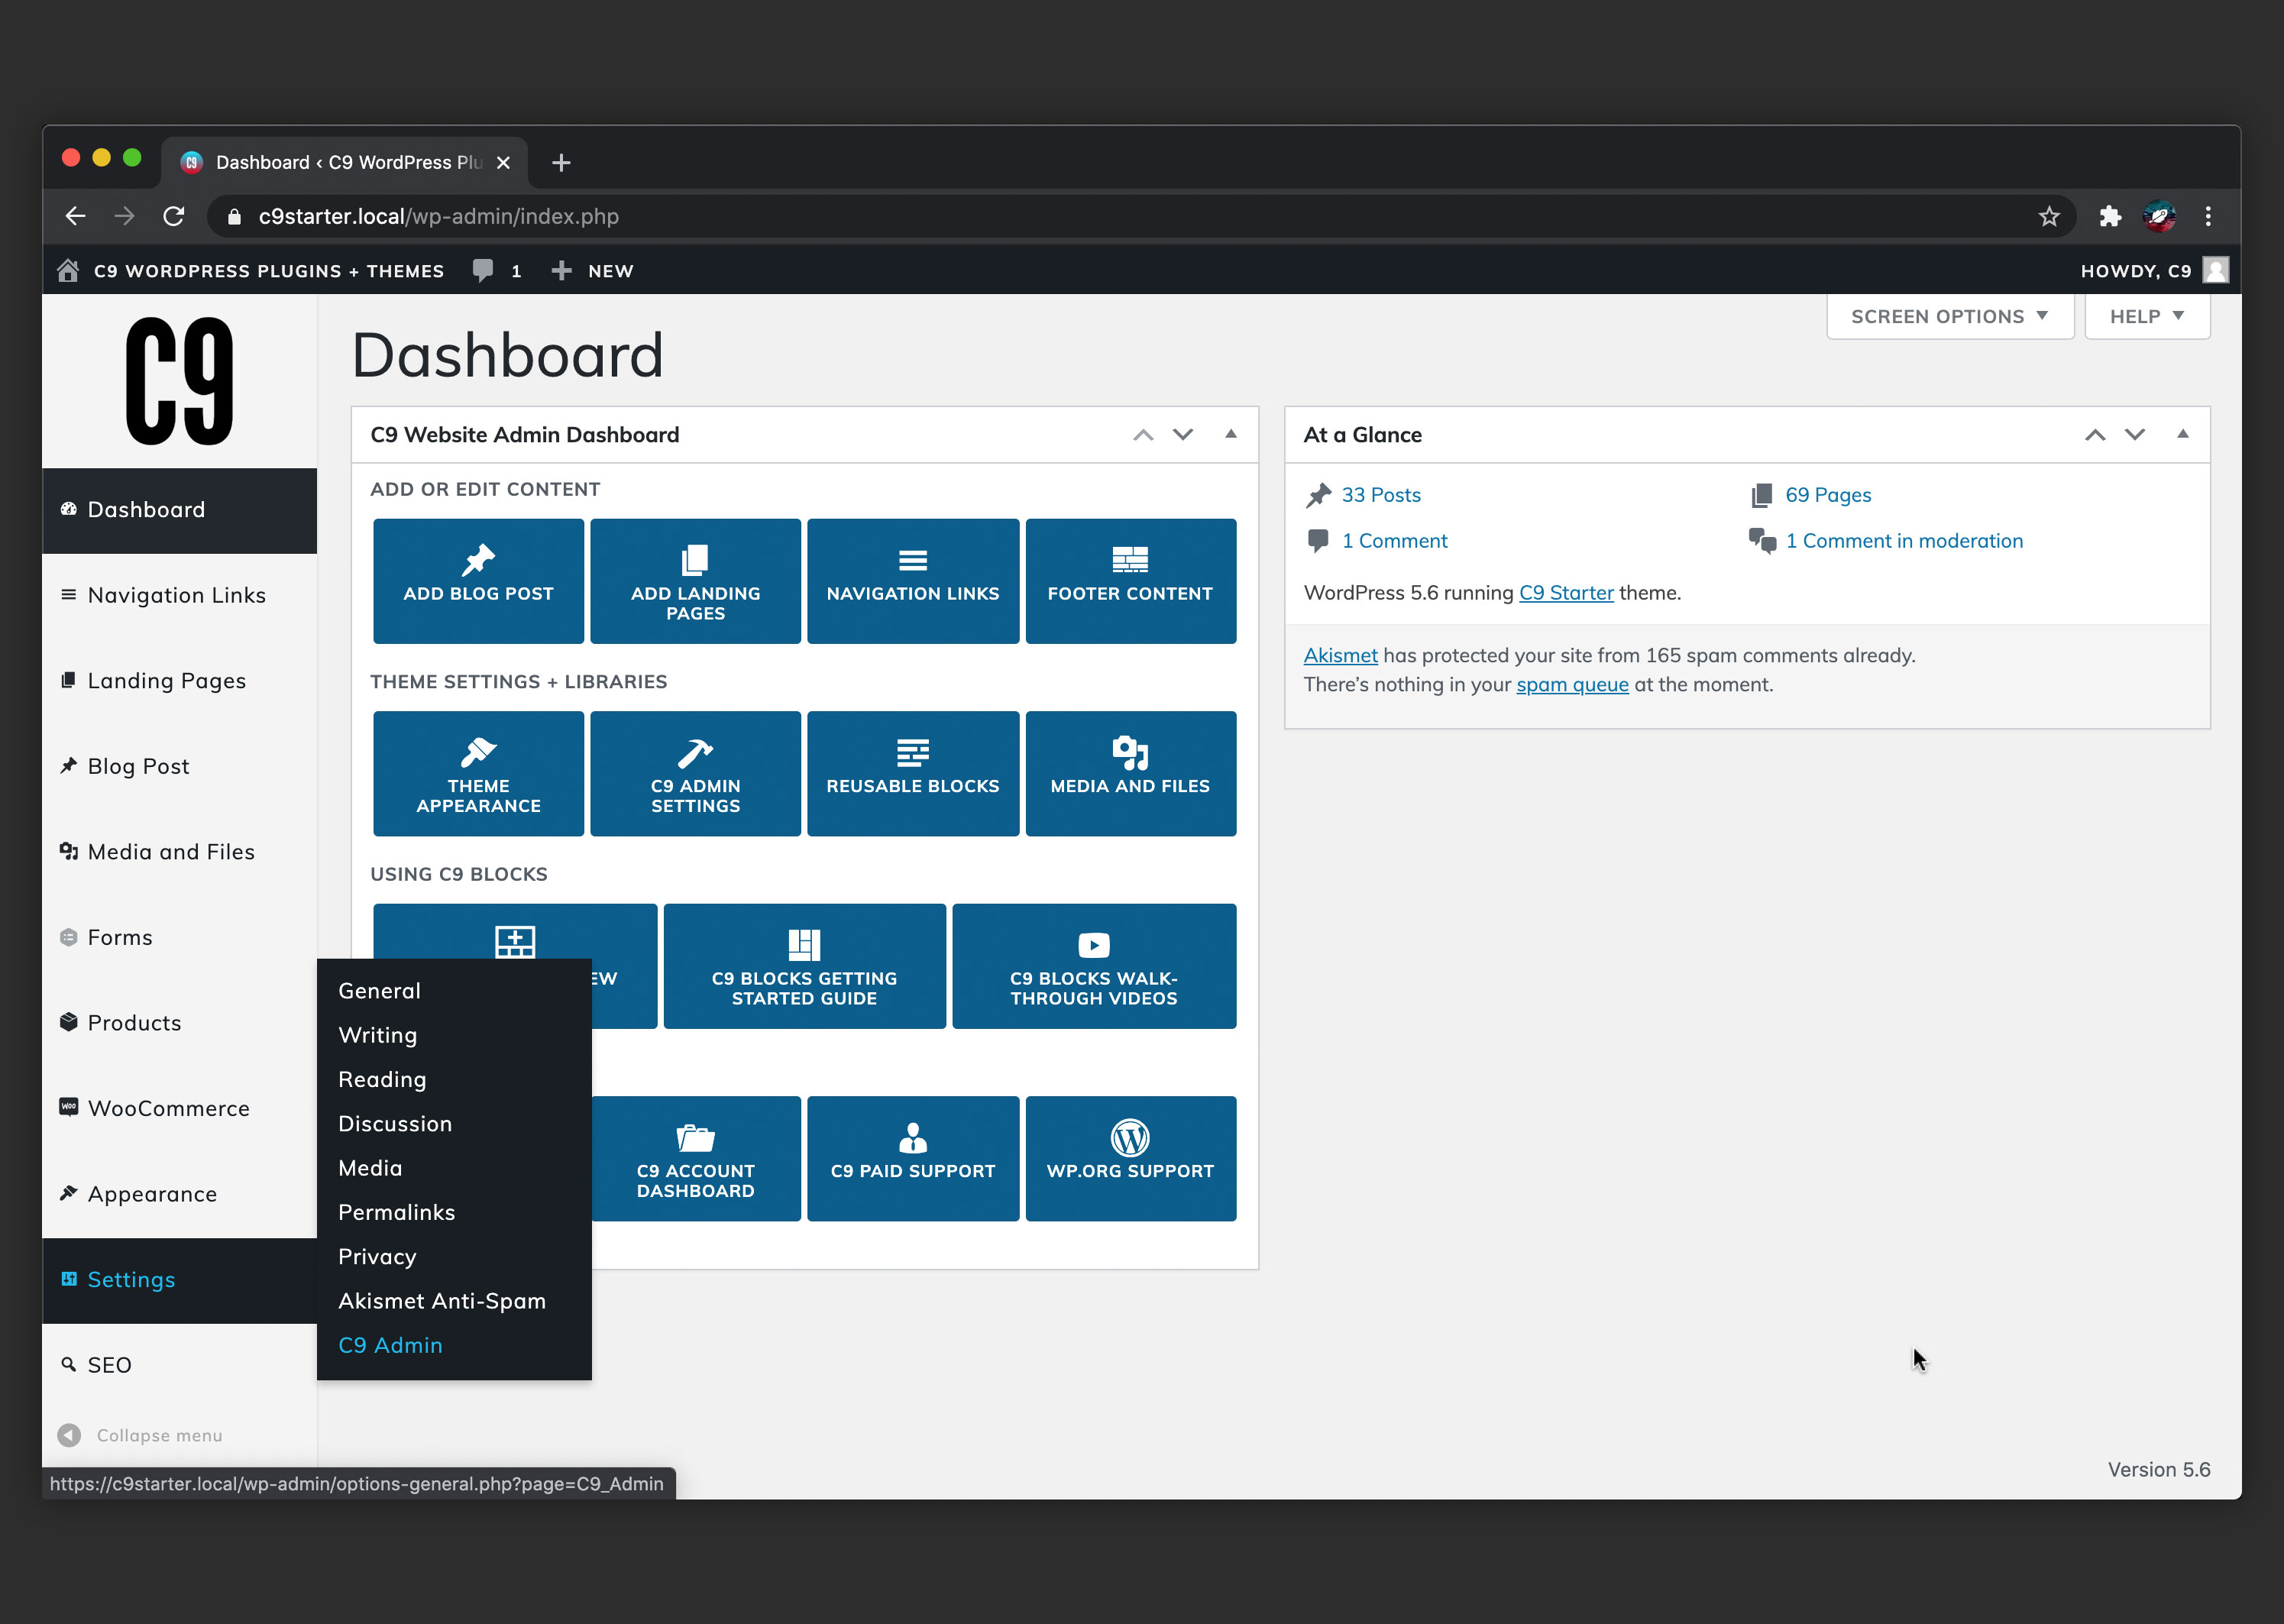 Dashboard ‹ C9 WordPress Plu
c9starter.local/wp-admin/index.php
C9 WORDPRESS PLUGINS + THEMES 1 NEW
HOWDY, C9
C9
Dashboard
Navigation Links
Landing Pages
Blog Post
Media and Files
Forms
Products
WooCommerce
Appearance
Settings
SEO
Collapse menu
General
Writing
Reading
Discussion
Media
Permalinks
Privacy
Akismet Anti-Spam
C9 Admin
SCREEN OPTIONS
HELP
Dashboard
C9 Website Admin Dashboard
ADD OR EDIT CONTENT
ADD BLOG POST
ADD LANDING
PAGES
NAVIGATION LINKS
FOOTER CONTENT
THEME SETTINGS + LIBRARIES
THEME
APPEARANCE
C9 ADMIN
SETTINGS
REUSABLE BLOCKS
MEDIA AND FILES
USING C9 BLOCKS
C9 BLOCKS GETTING
STARTED GUIDE
C9 BLOCKS WALK-
THROUGH VIDEOS
C9 ACCOUNT
DASHBOARD
C9 PAID SUPPORT
WP.ORG SUPPORT
At a Glance
33 Posts
69 Pages
1 Comment
1 Comment in moderation
WordPress 5.6 running C9 Starter theme.
Akismet has protected your site from 165 spam comments already.
There’s nothing in your spam queue at the moment.
Version 5.6
https://c9starter.local/wp-admin/options-general.php?page=C9_Admin